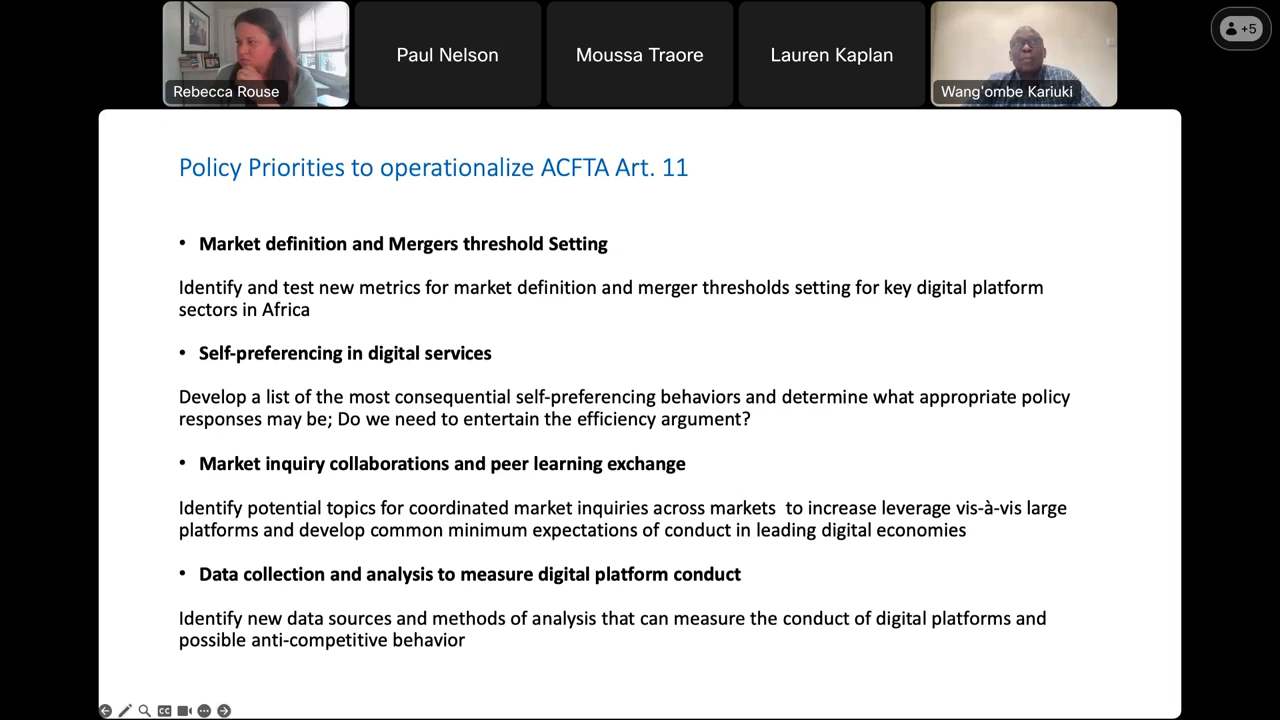 Paul Nelson
Moussa Traore
Lauren Kaplan
+5
Rebecca Rouse
Wang'ombe Kariuki
Policy Priorities to operationalize ACFTA Art. 11
• Market definition and Mergers threshold Setting
Identify and test new metrics for market definition and merger thresholds setting for key digital platform
sectors in Africa
• Self-preferencing in digital services
Develop a list of the most consequential self-preferencing behaviors and determine what appropriate policy
responses may be; Do we need to entertain the efficiency argument?
• Market inquiry collaborations and peer learning exchange
Identify potential topics for coordinated market inquiries across markets  to increase leverage vis-à-vis large
platforms and develop common minimum expectations of conduct in leading digital economies
• Data collection and analysis to measure digital platform conduct
Identify new data sources and methods of analysis that can measure the conduct of digital platforms and
possible anti-competitive behavior
CC